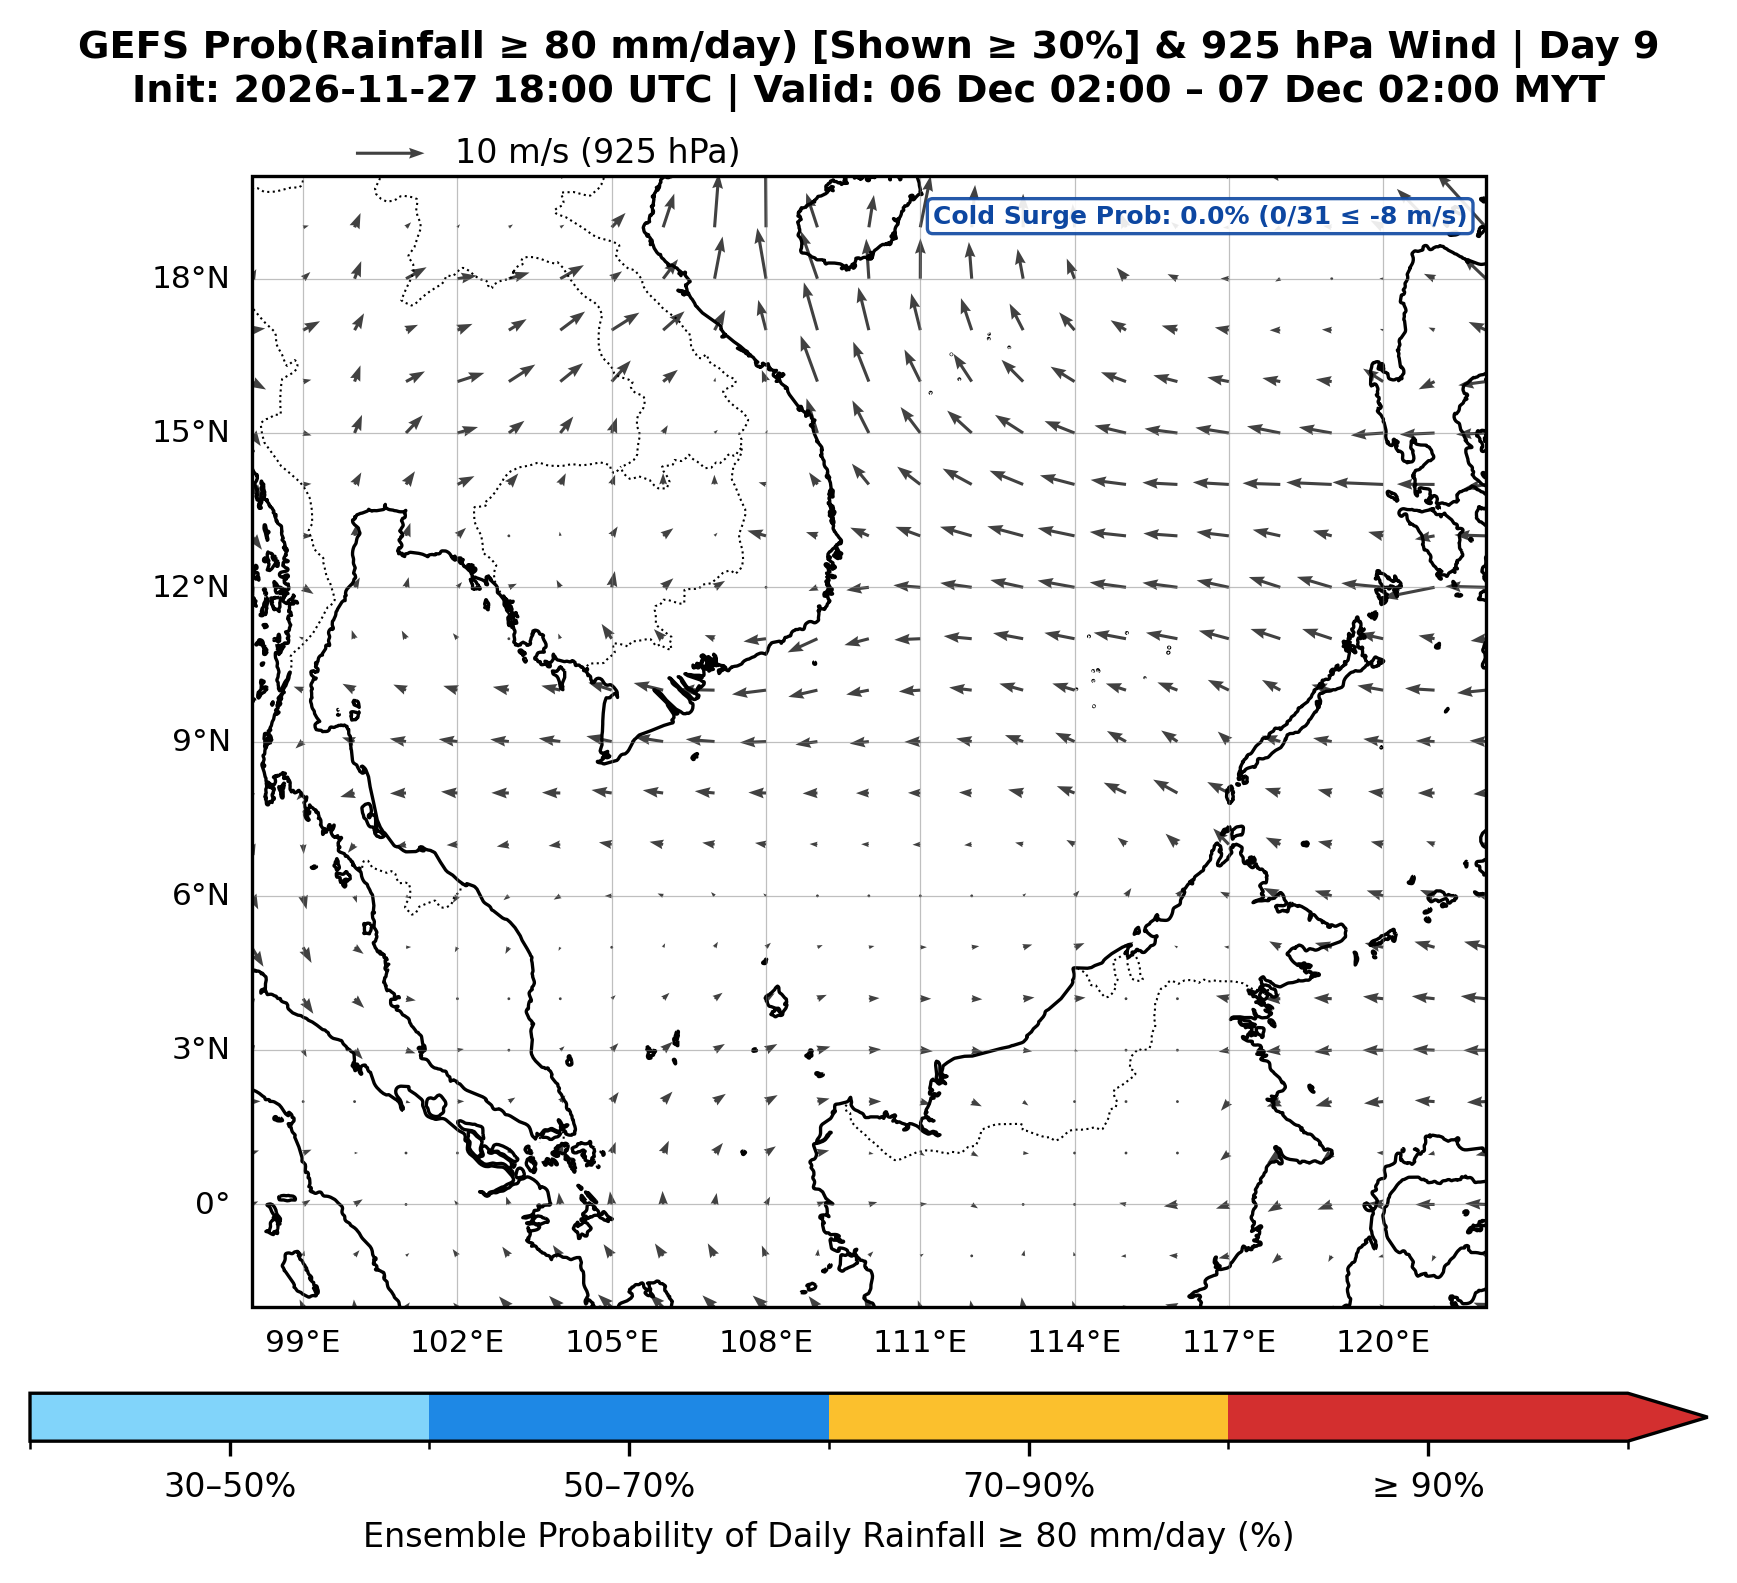 GEFS Prob(Rainfall ≥ 80 mm/day) [Shown ≥ 30%] & 925 hPa Wind | Day 9
Init: 2026-11-27 18:00 UTC | Valid: 06 Dec 02:00 – 07 Dec 02:00 MYT
10 m/s (925 hPa)
Cold Surge Prob: 0.0% (0/31 ≤ -8 m/s)
18°N
15°N
12°N
9°N
6°N
3°N
0°
99°E 102°E 105°E 108°E 111°E 114°E 117°E 120°E
30–50% 50–70% 70–90% ≥ 90%
Ensemble Probability of Daily Rainfall ≥ 80 mm/day (%)